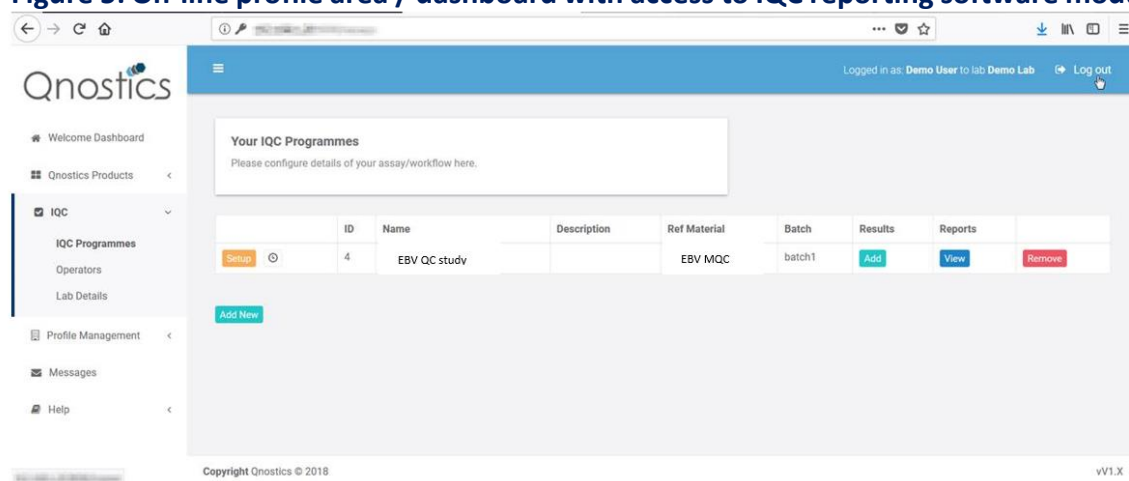 Figure 3: On-line profile area / dashboard with access to IQC reporting software mod
Qnostics
Logged in as: Demo User to lab Demo Lab Log out
Welcome Dashboard
Qnostics Products
IQC
IQC Programmes
Operators
Lab Details
Profile Management
Messages
Help
Your IQC Programmes
Please configure details of your assay/workflow here.
ID Name Description Ref Material Batch Results Reports
Setup 4 EBV QC study EBV MQC batch1 Add View Remove
Add New
Copyright Qnostics © 2018 vV1.X